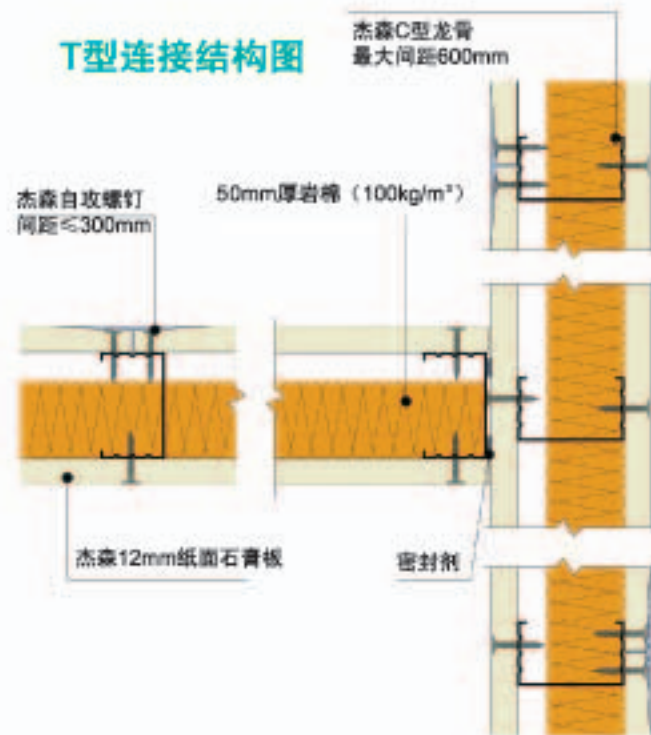 T型连接结构图
杰森C型龙骨
最大间距600mm
杰森自攻螺钉
间距≤300mm
50mm厚岩棉（100kg/m³）
杰森12mm纸面石膏板
密封剂